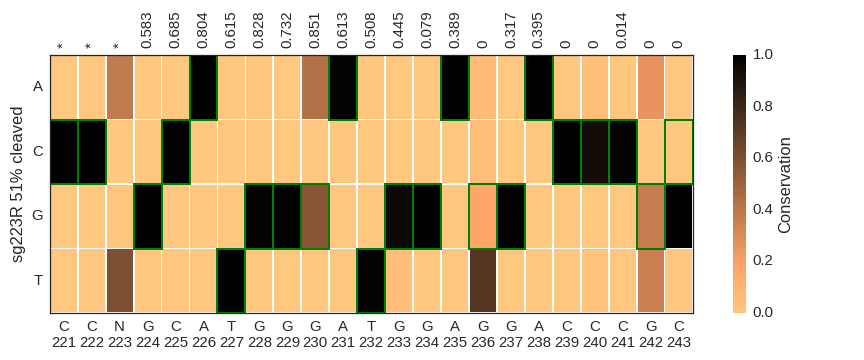 * * * 0.583 0.685 0.804 0.615 0.828 0.732 0.851 0.613 0.508 0.445 0.079 0.389 0 0.317 0.395 0 0 0.014 0 0
sg223R 51% cleaved
A
C
G
T
C C N G C A T G G G A T G G A G G A C C C G C
221 222 223 224 225 226 227 228 229 230 231 232 233 234 235 236 237 238 239 240 241 242 243
1.0
0.8
0.6
0.4
0.2
0.0
Conservation